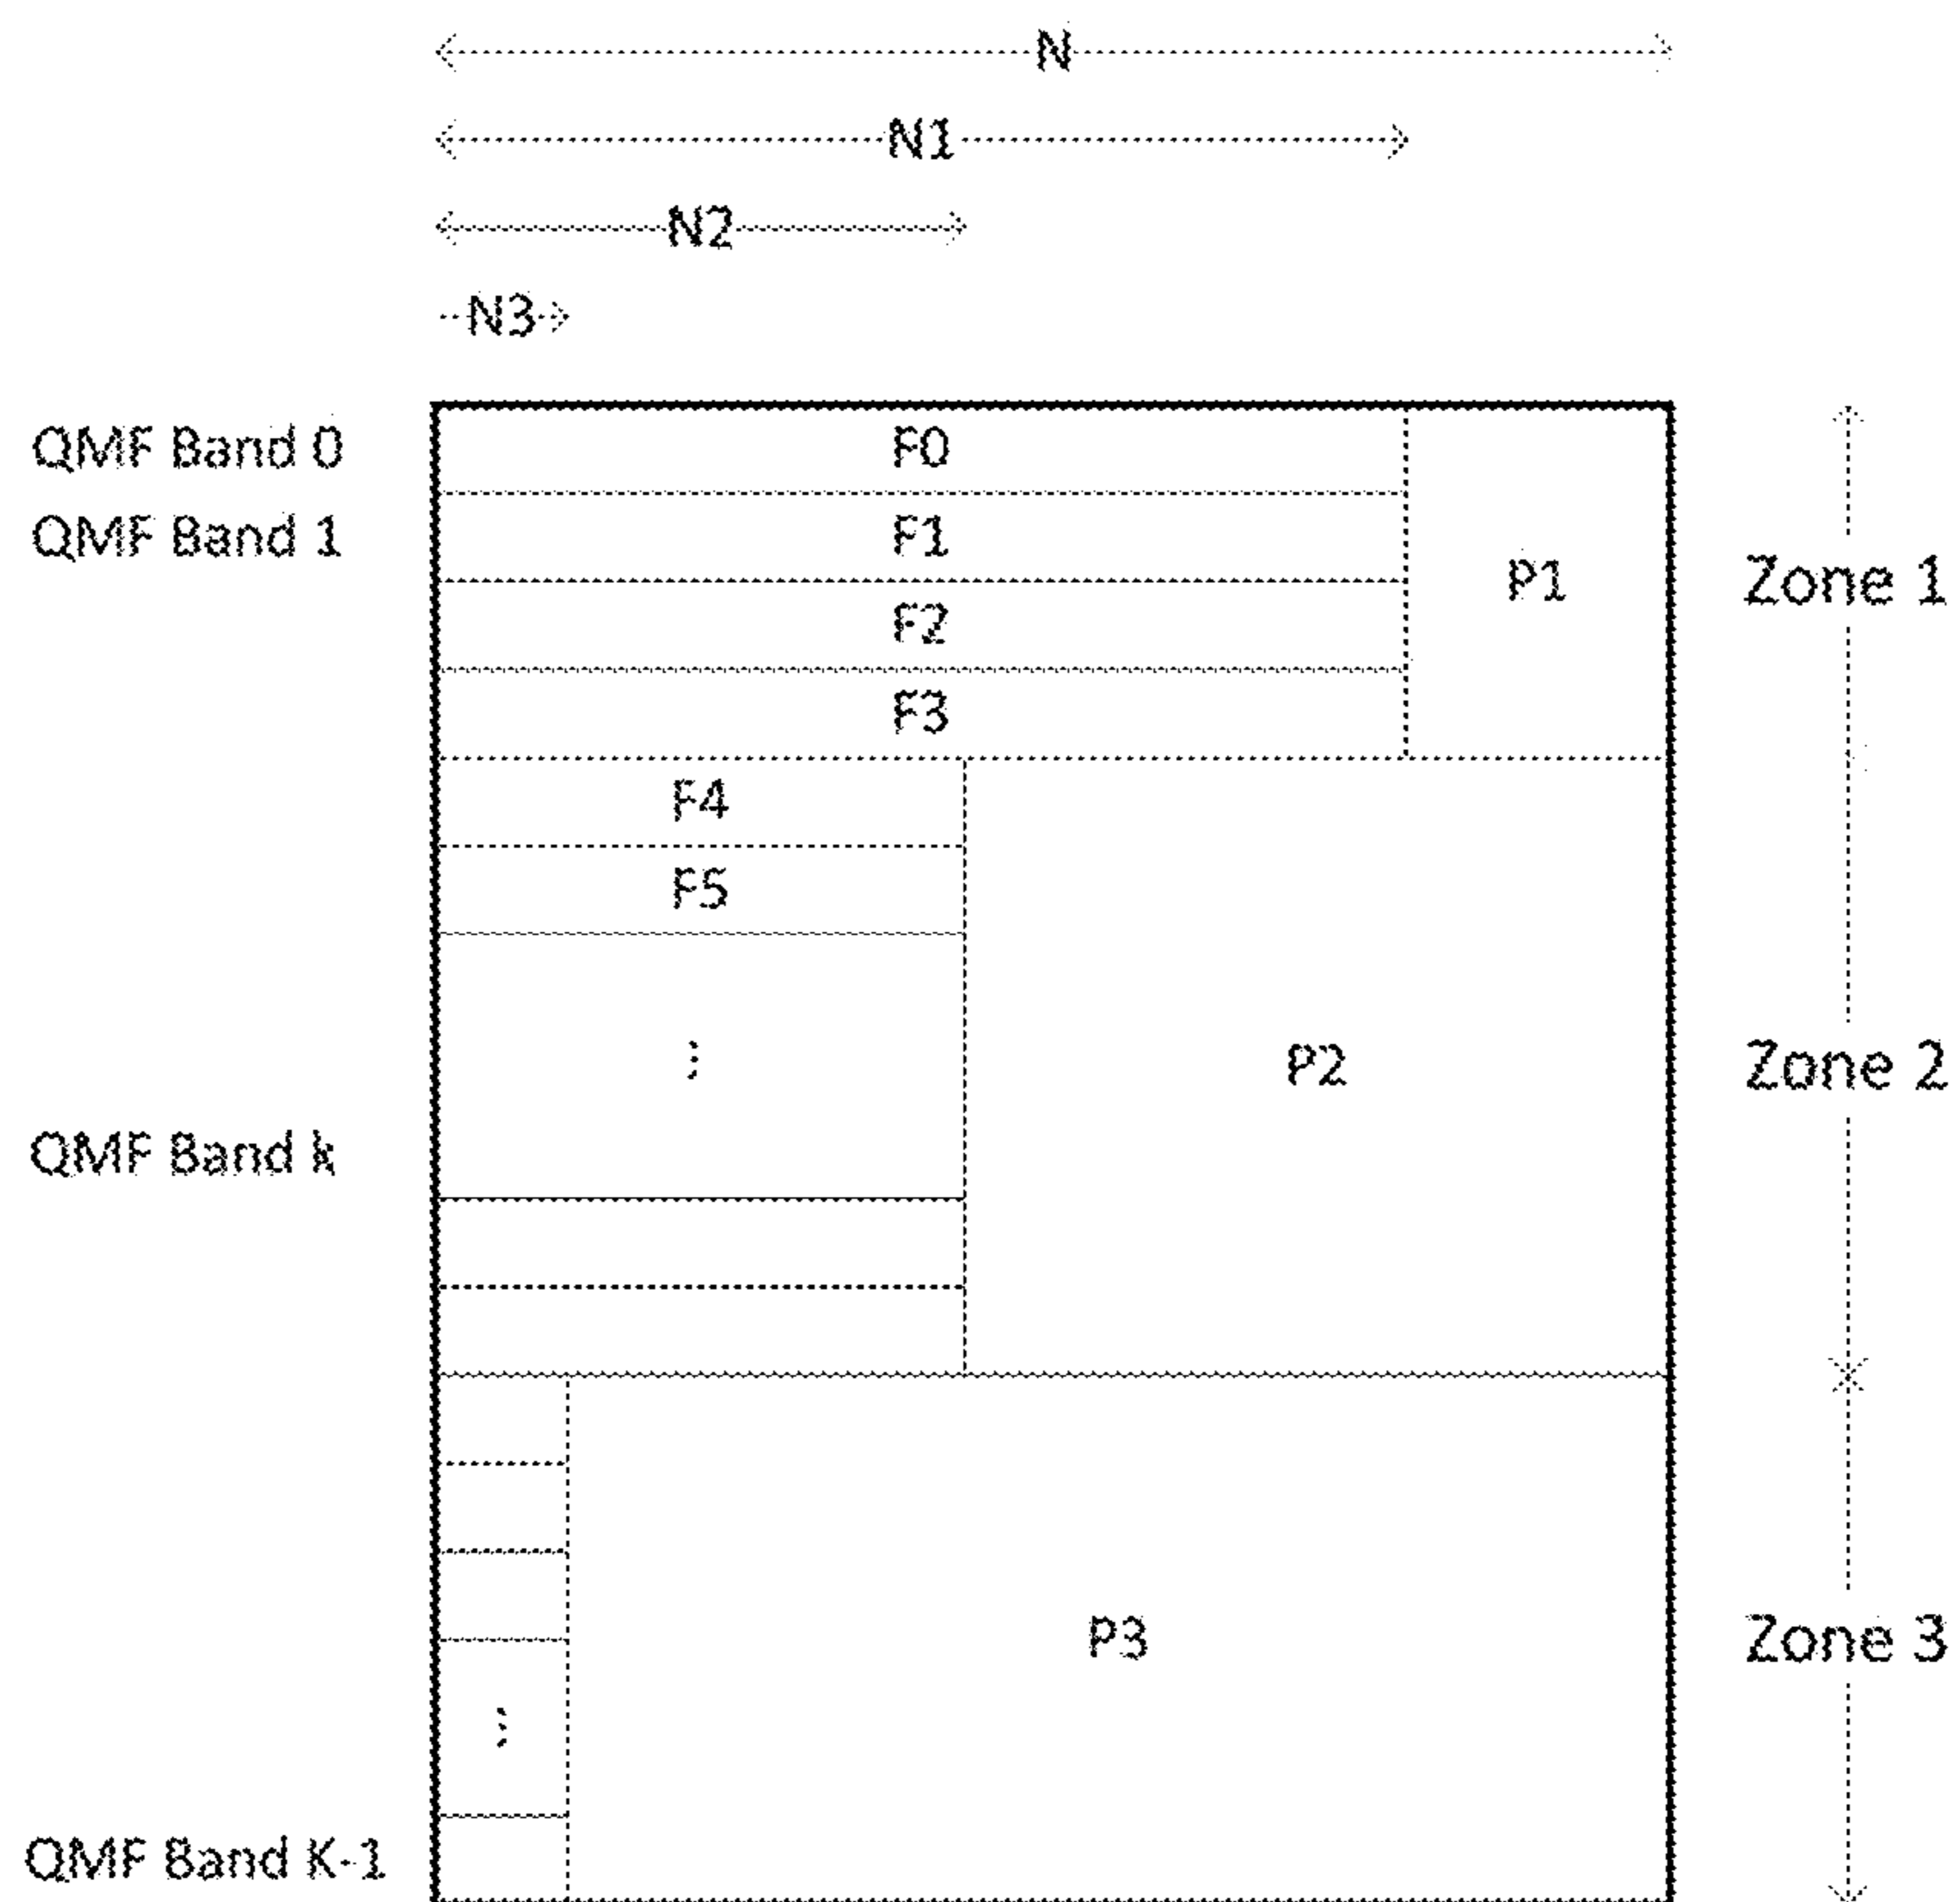 N
N1
N2
N3
QMF Band 0
F0
QMF Band 1
F1
P1
Zone 1
F2
F3
F4
F5
⋮
P2
Zone 2
QMF Band k
P3
Zone 3
⋮
QMF Band K-1